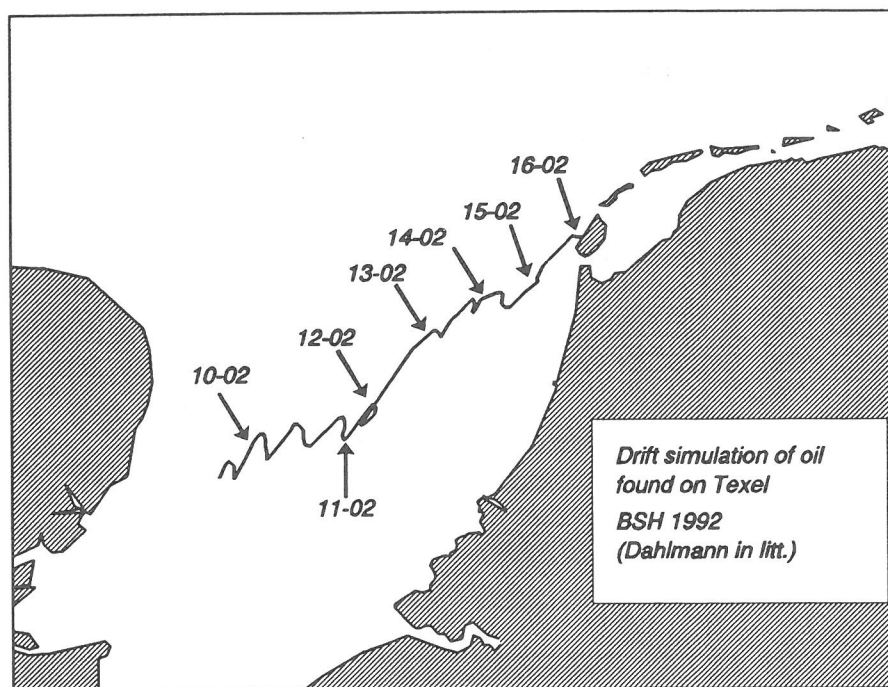 16-02
15-02
14-02
13-02
12-02
10-02
11-02
Drift simulation of oil
found on Texel
BSH 1992
(Dahlmann in litt.)